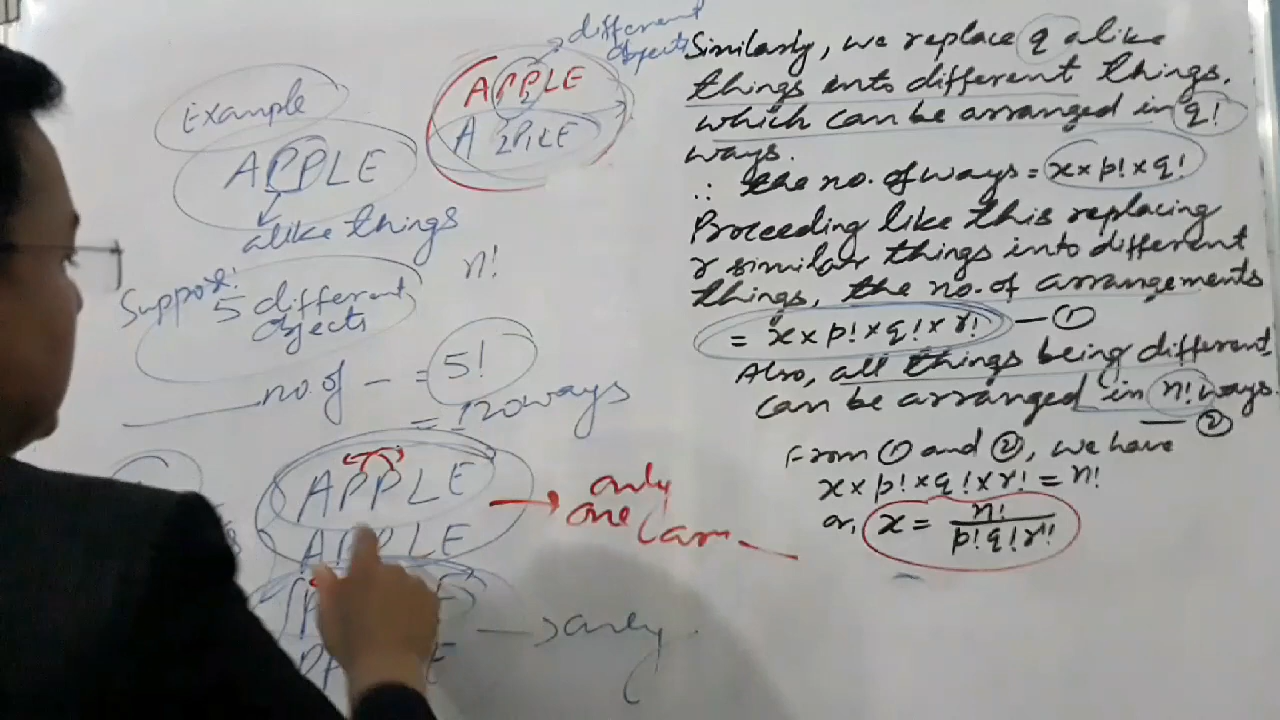 Example
APPLE
alike things
Suppose:
5 different
objects
n!
no. of — = 5!
= 120 ways
APPLE
APPLE
only
one
only
different
objects
APPLE
Similarly, we replace q alike
things into different things,
which can be arranged in q!
ways.
∴ the no. of ways = x × p! × q!
Proceeding like this replacing
r similar things into different
things, the no. of arrangements
= x × p! × q! × r! — ①
Also, all things being different
can be arranged in n! ways.
— ②
From ① and ②, we have
x × p! × q! × r! = n!
or, x = n! / p! q! r!